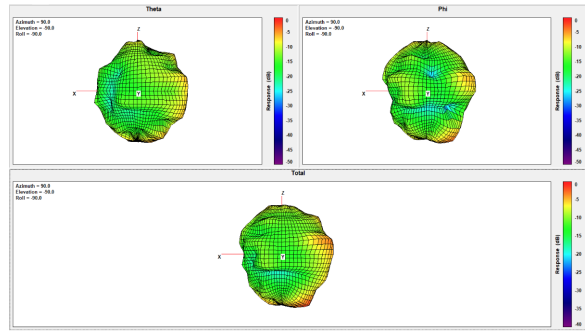 Theta
Azimuth = 90.0
Elevation = -90.0
Roll = -90.0
Z
X
Y
Response (dB)
0
-5
-10
-15
-20
-25
-30
-35
-40
-45
-50
Phi
Azimuth = 90.0
Elevation = -90.0
Roll = -90.0
Z
X
Y
Response (dB)
0
-5
-10
-15
-20
-25
-30
-35
-40
-45
-50
Total
Azimuth = 90.0
Elevation = -90.0
Roll = -90.0
Z
X
Y
Response (dB)
0
-5
-10
-15
-20
-25
-30
-35
-40